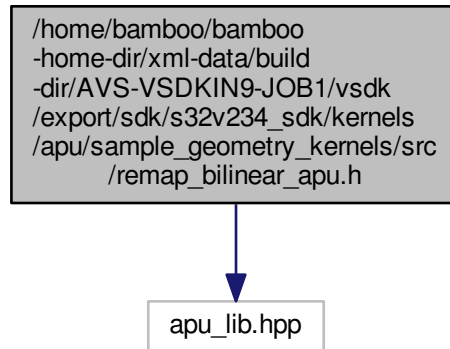 /home/bamboo/bamboo
-home-dir/xml-data/build
-dir/AVS-VSDKIN9-JOB1/vsdk
/export/sdk/s32v234_sdk/kernels
/apu/sample_geometry_kernels/src
/remap_bilinear_apu.h
apu_lib.hpp